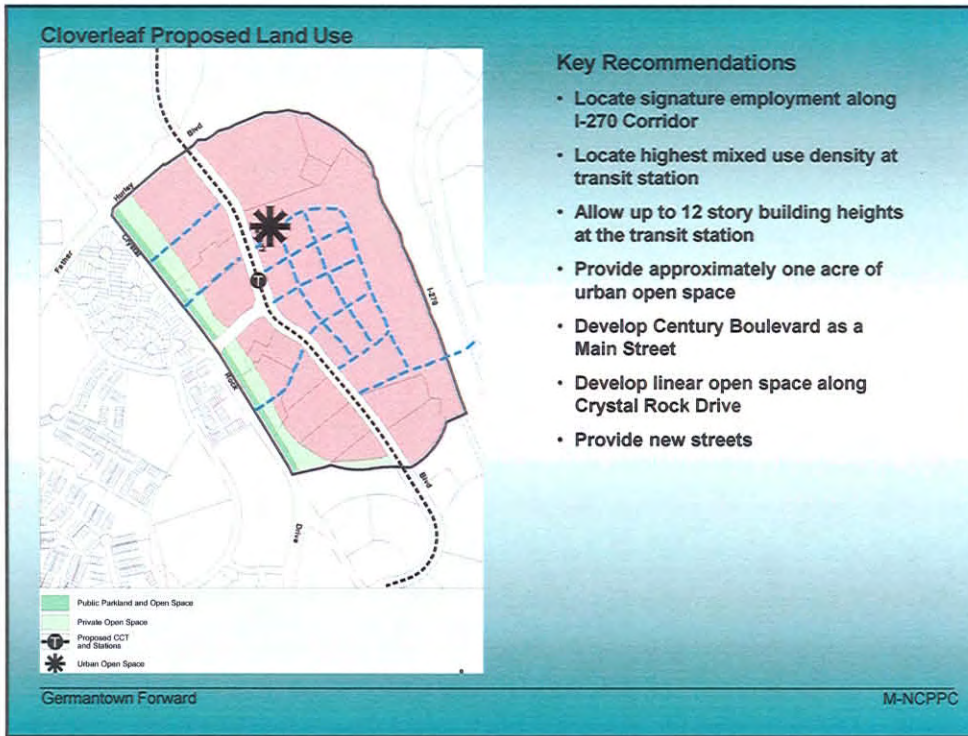 Cloverleaf Proposed Land Use
Hurley
Blvd
Father
Crystal
Rock
Drive
I-270
Blvd
T
Public Parkland and Open Space
Private Open Space
T
Proposed CCT
and Stations
Urban Open Space
Key Recommendations
• Locate signature employment along
I-270 Corridor
• Locate highest mixed use density at
transit station
• Allow up to 12 story building heights
at the transit station
• Provide approximately one acre of
urban open space
• Develop Century Boulevard as a
Main Street
• Develop linear open space along
Crystal Rock Drive
• Provide new streets
Germantown Forward
M-NCPPC